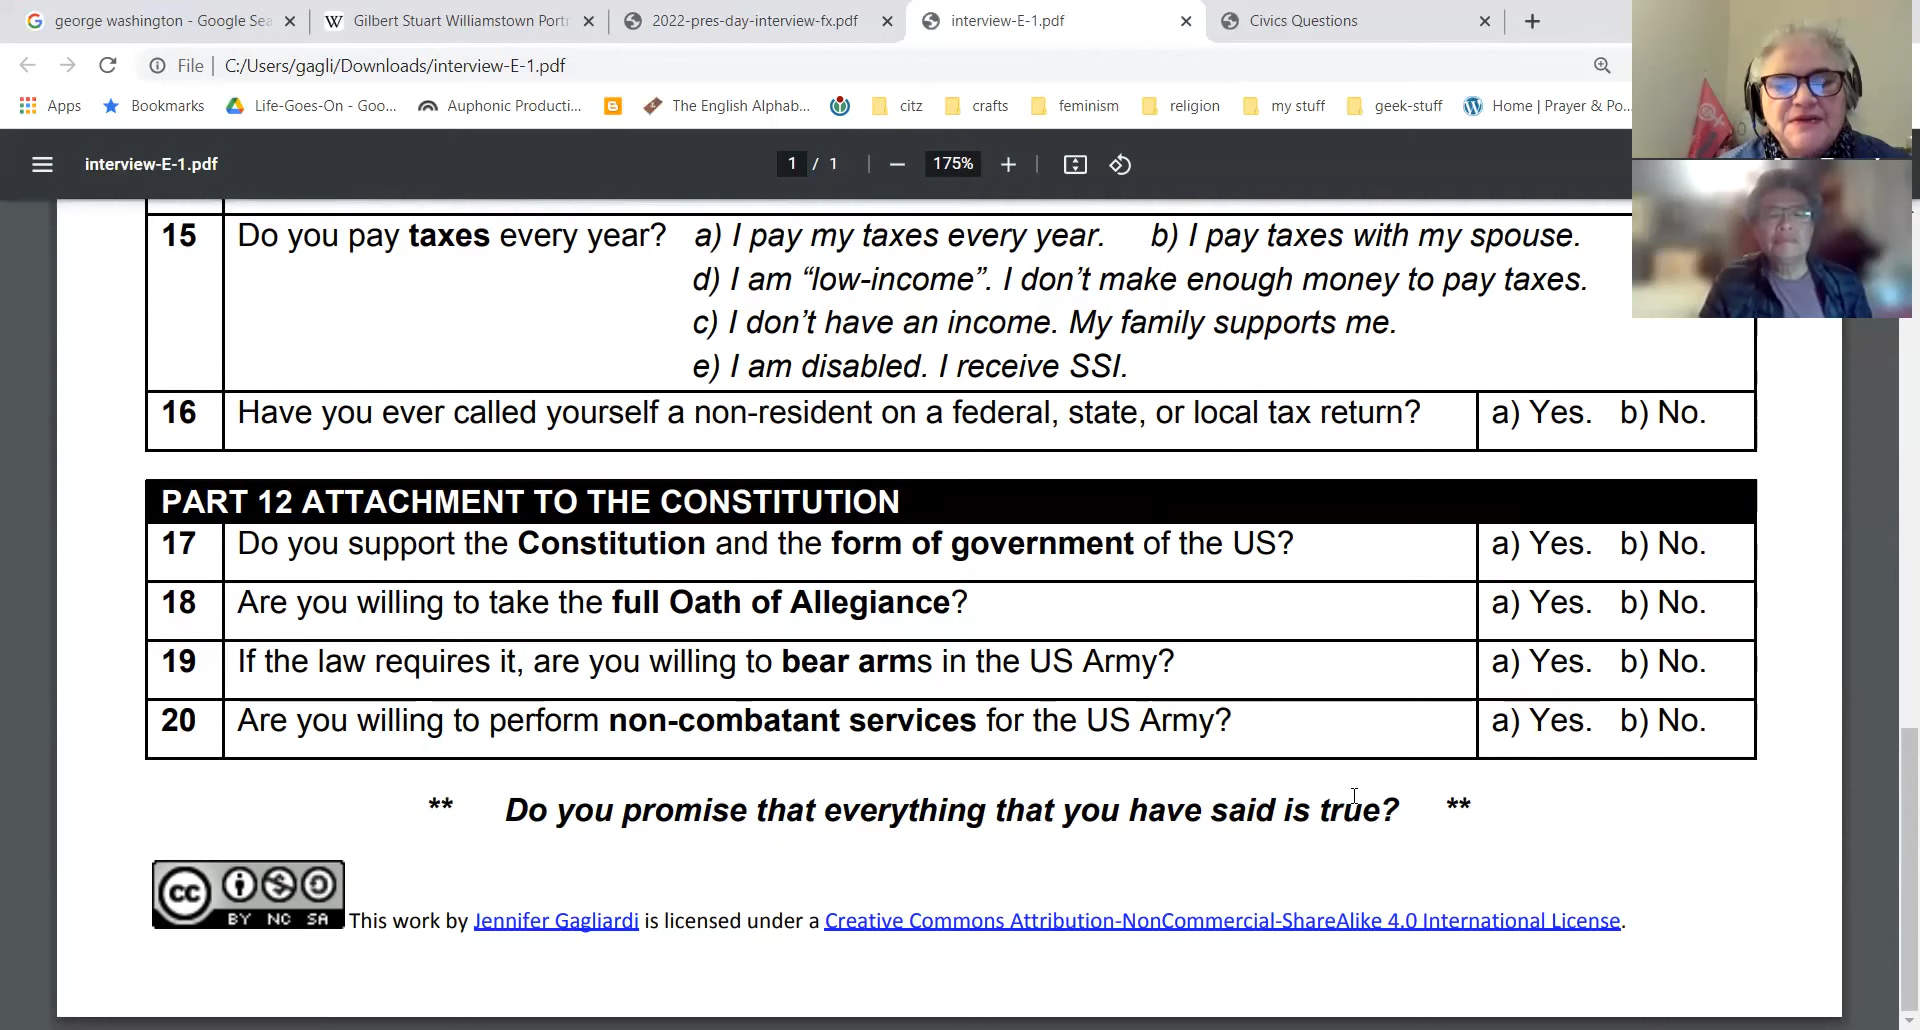 george washington - Google Sea
Gilbert Stuart Williamstown Portr
2022-pres-day-interview-fx.pdf
interview-E-1.pdf
Civics Questions
File
C:/Users/gagli/Downloads/interview-E-1.pdf
Apps
Bookmarks
Life-Goes-On - Goo...
Auphonic Producti...
The English Alphab...
citz
crafts
feminism
religion
my stuff
geek-stuff
Home | Prayer & Po...
interview-E-1.pdf
1 / 1
175%
15 Do you pay taxes every year? a) I pay my taxes every year. b) I pay taxes with my spouse.
d) I am “low-income”. I don’t make enough money to pay taxes.
c) I don’t have an income. My family supports me.
e) I am disabled. I receive SSI.
16 Have you ever called yourself a non-resident on a federal, state, or local tax return? a) Yes. b) No.
PART 12 ATTACHMENT TO THE CONSTITUTION
17 Do you support the Constitution and the form of government of the US? a) Yes. b) No.
18 Are you willing to take the full Oath of Allegiance? a) Yes. b) No.
19 If the law requires it, are you willing to bear arms in the US Army? a) Yes. b) No.
20 Are you willing to perform non-combatant services for the US Army? a) Yes. b) No.
** Do you promise that everything that you have said is true? **
CC BY NC SA
This work by Jennifer Gagliardi is licensed under a Creative Commons Attribution-NonCommercial-ShareAlike 4.0 International License.